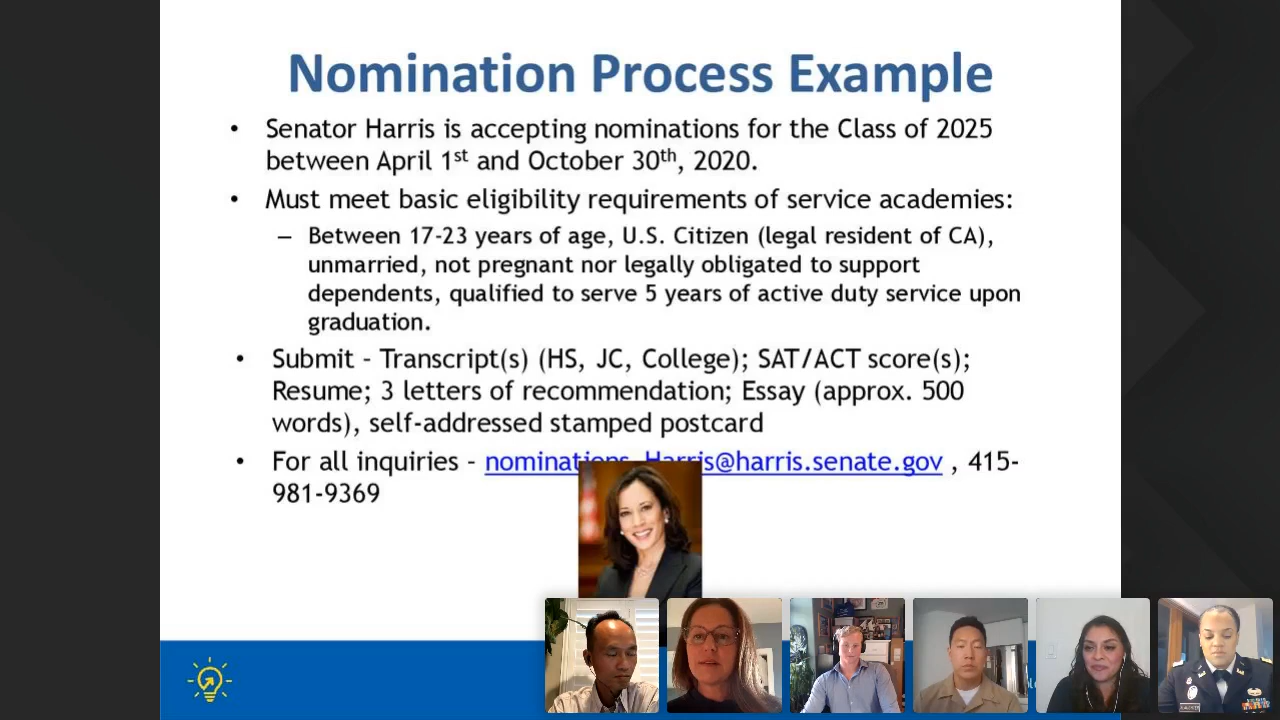 Nomination Process Example
• Senator Harris is accepting nominations for the Class of 2025
between April 1st and October 30th, 2020.
• Must meet basic eligibility requirements of service academies:
– Between 17-23 years of age, U.S. Citizen (legal resident of CA),
unmarried, not pregnant nor legally obligated to support
dependents, qualified to serve 5 years of active duty service upon
graduation.
• Submit - Transcript(s) (HS, JC, College); SAT/ACT score(s);
Resume; 3 letters of recommendation; Essay (approx. 500
words), self-addressed stamped postcard
• For all inquiries – nominations_Harris@harris.senate.gov , 415-
981-9369